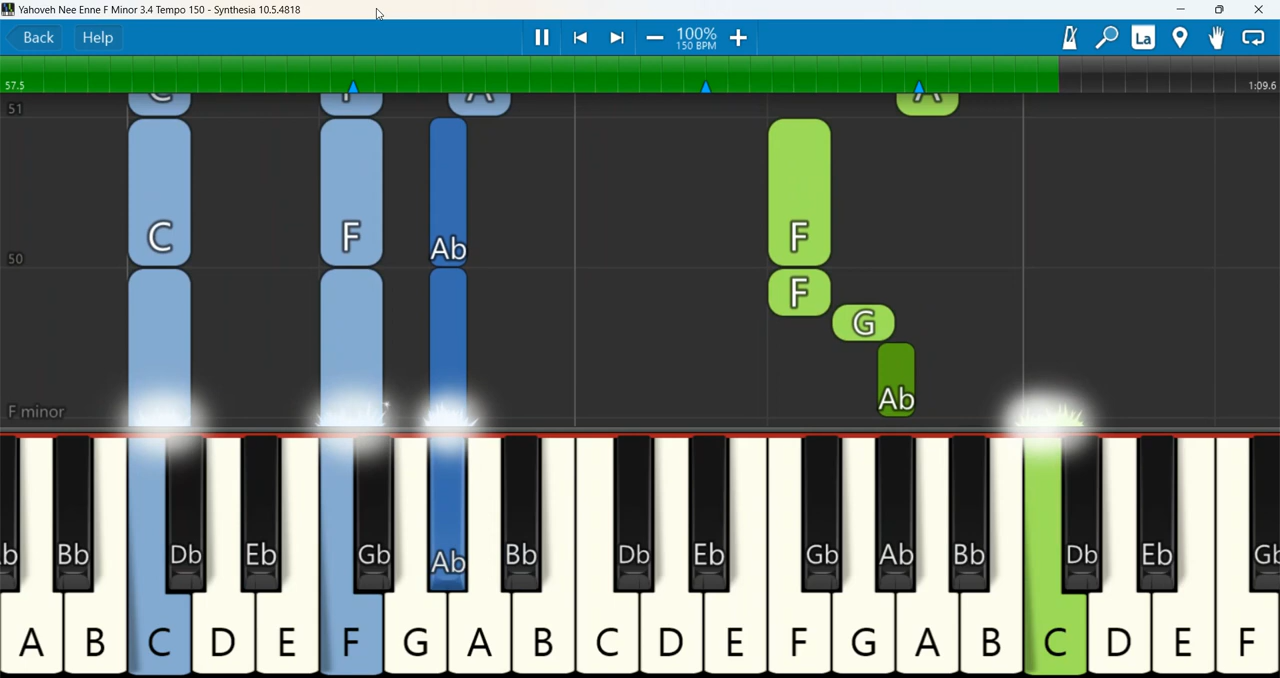 Yahoveh Nee Enne F Minor 3.4 Tempo 150 - Synthesia 10.5.4818
Back Help 100% La
150 BPM
57.5 1:09.6
51 C F A A
C F Ab F
50
F
G
F minor Ab
Bb Db Eb Gb Ab Bb Db Eb Gb Ab Bb Db Eb
A B C D E F G A B C D E F G A B C D E F